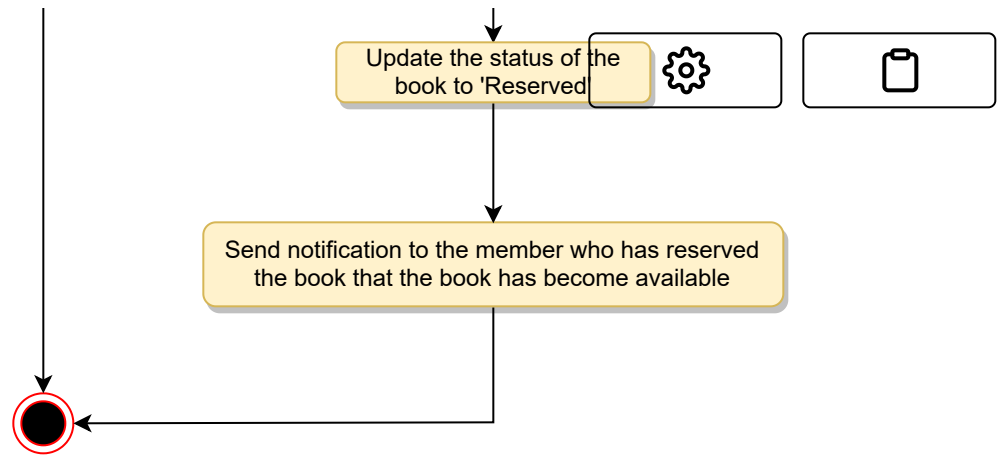 Update the status of the
book to 'Reserved'
Send notification to the member who has reserved
the book that the book has become available